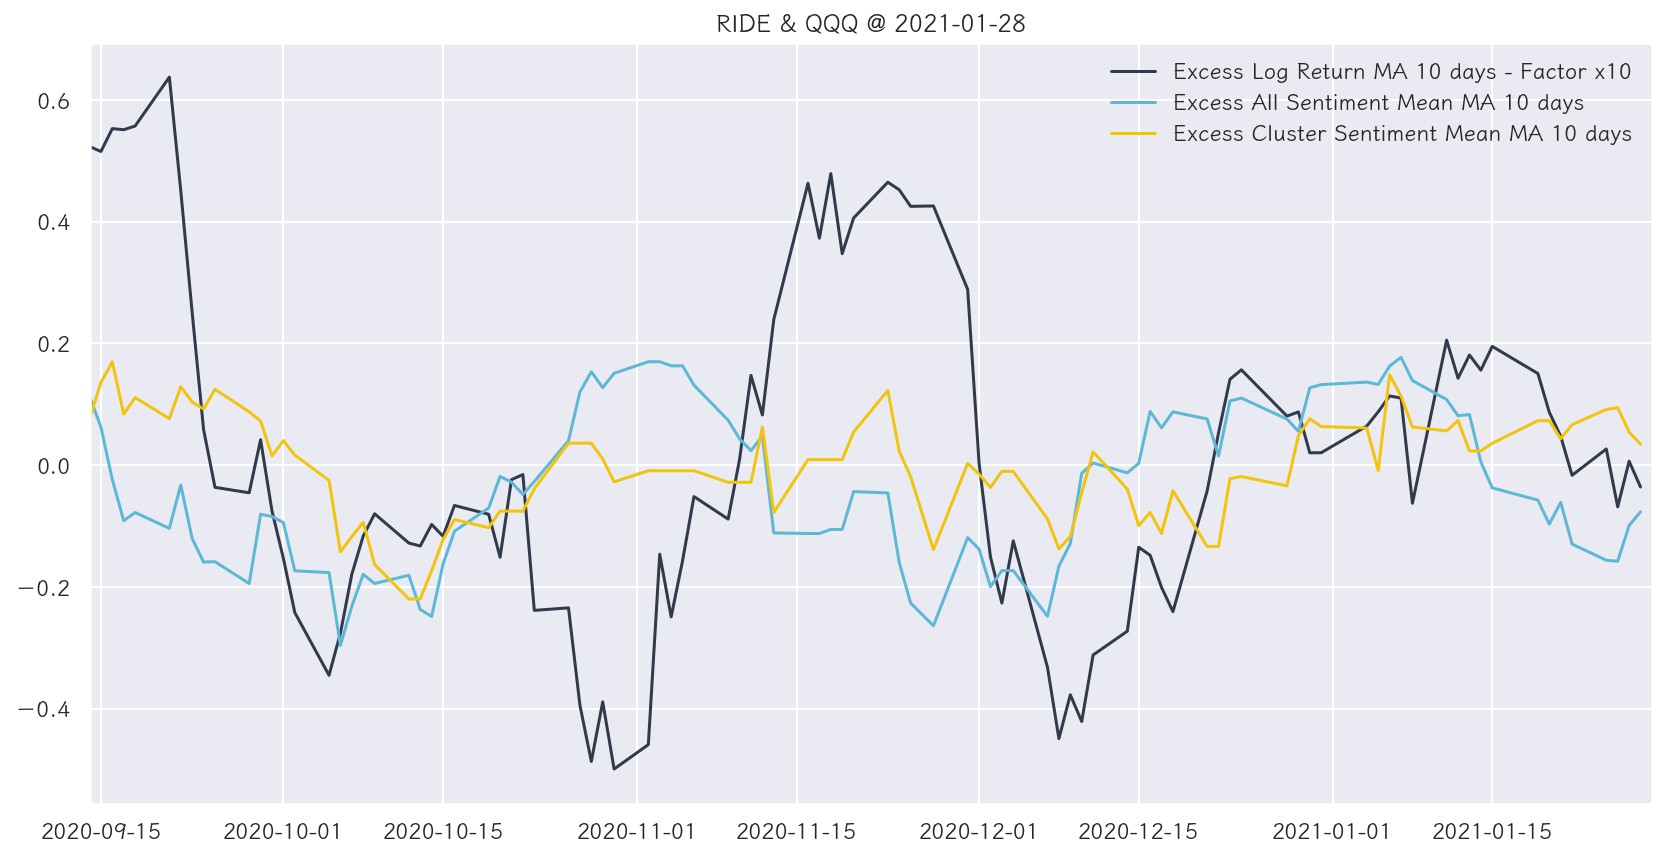 RIDE & QQQ @ 2021-01-28
Excess Log Return MA 10 days - Factor x10
Excess All Sentiment Mean MA 10 days
Excess Cluster Sentiment Mean MA 10 days
0.6
0.4
0.2
0.0
−0.2
−0.4
2020-09-15 2020-10-01 2020-10-15 2020-11-01 2020-11-15 2020-12-01 2020-12-15 2021-01-01 2021-01-15